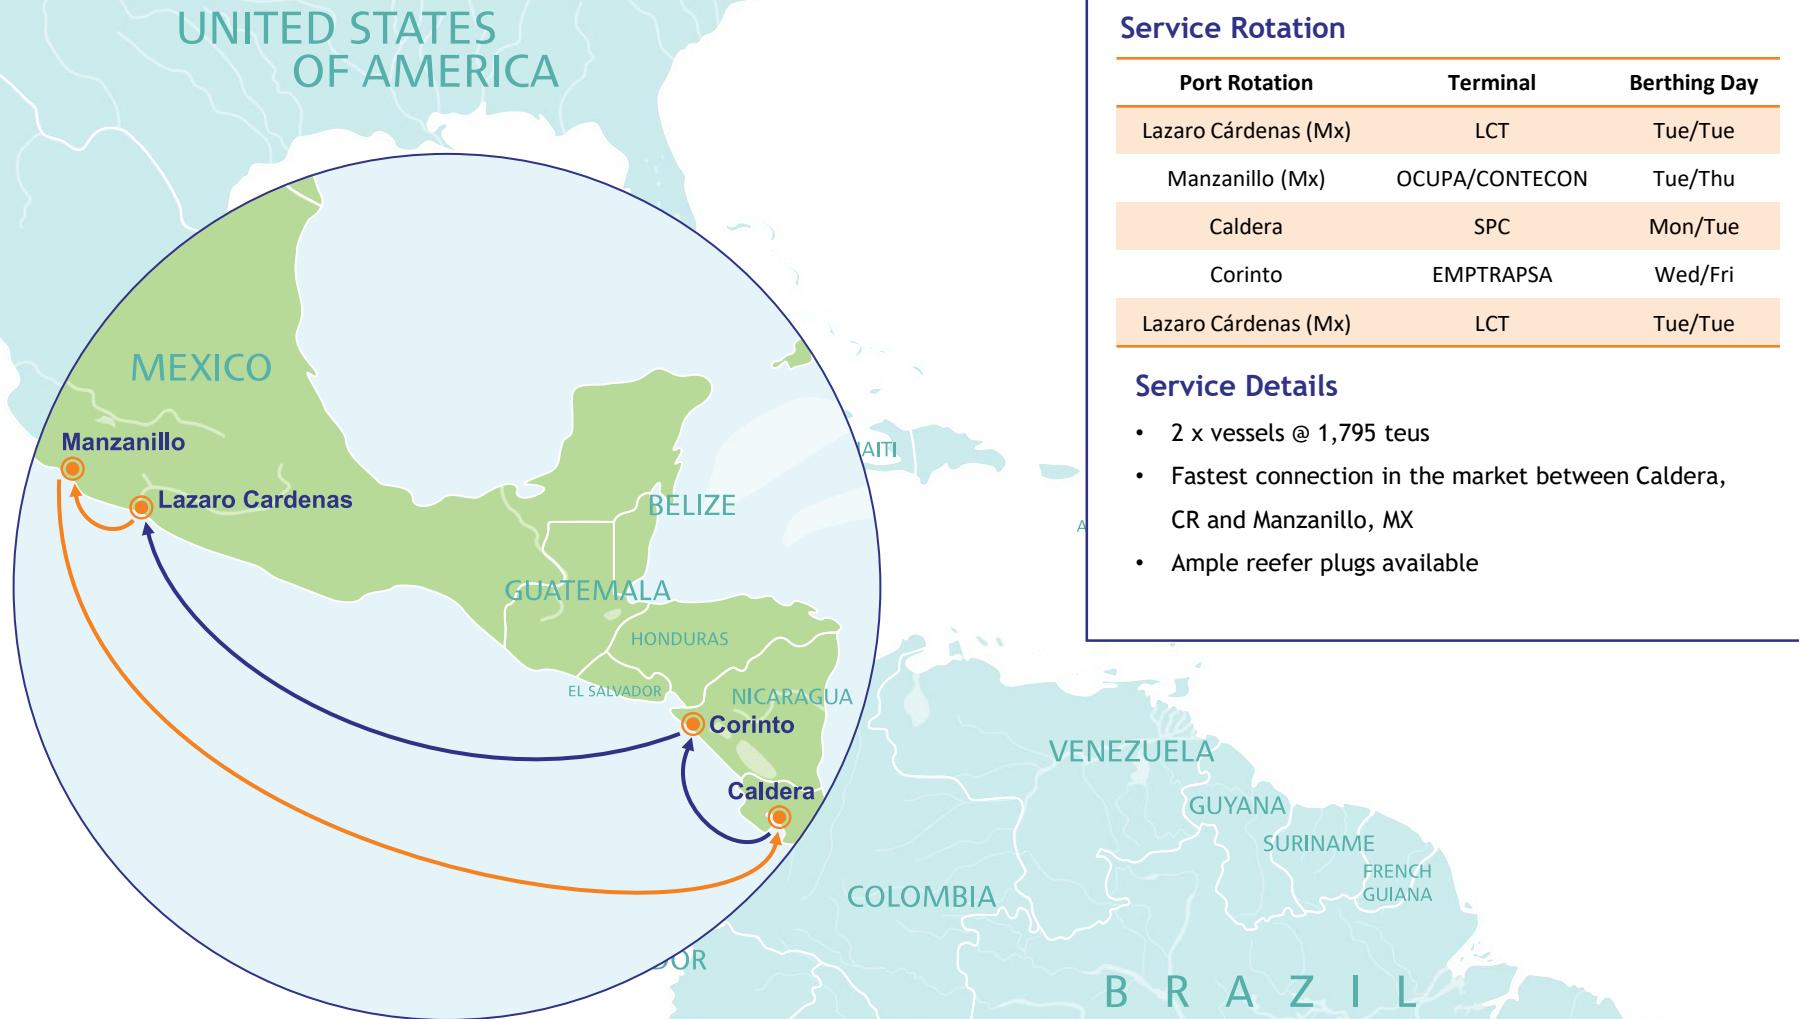 UNITED STATES
OF AMERICA
MEXICO
Manzanillo
Lazaro Cardenas
BELIZE
GUATEMALA
HONDURAS
EL SALVADOR
NICARAGUA
Corinto
Caldera
AITI
A
VENEZUELA
GUYANA
SURINAME
FRENCH
GUIANA
COLOMBIA
DOR
BRAZIL
Service Rotation
Port Rotation Terminal Berthing Day
Lazaro Cárdenas (Mx) LCT Tue/Tue
Manzanillo (Mx) OCUPA/CONTECON Tue/Thu
Caldera SPC Mon/Tue
Corinto EMPTRAPSA Wed/Fri
Lazaro Cárdenas (Mx) LCT Tue/Tue
Service Details
• 2 x vessels @ 1,795 teus
• Fastest connection in the market between Caldera,
CR and Manzanillo, MX
• Ample reefer plugs available